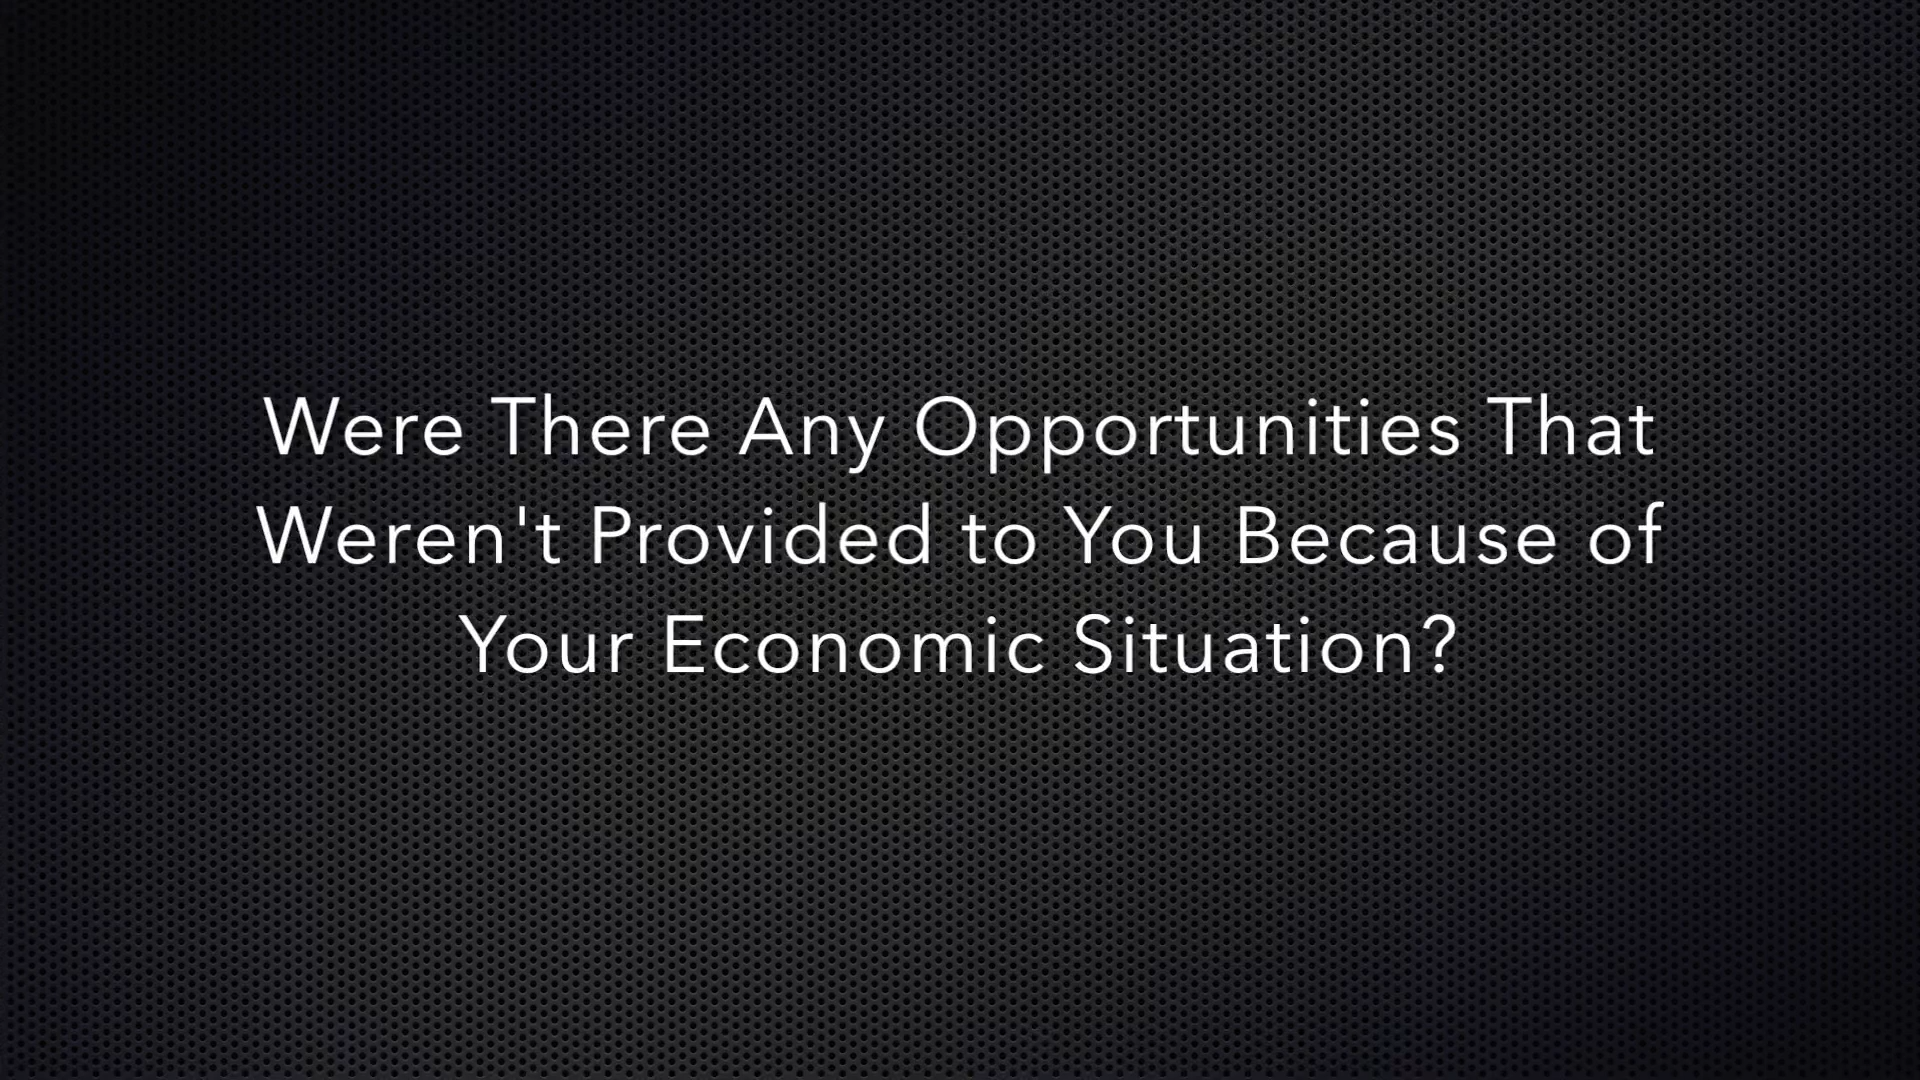 Were There Any Opportunities That
Weren't Provided to You Because of
Your Economic Situation?